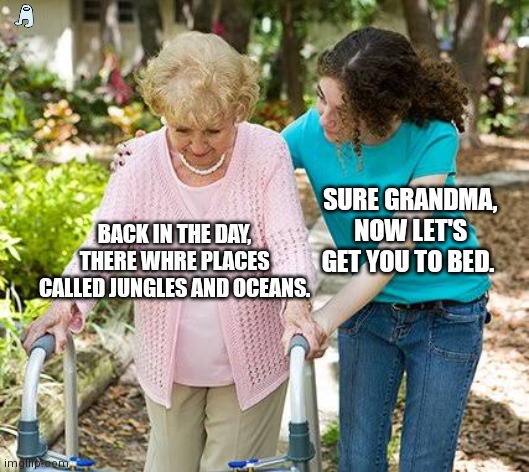 BACK IN THE DAY,
THERE WHRE PLACES
CALLED JUNGLES AND OCEANS.
SURE GRANDMA,
NOW LET'S
GET YOU TO BED.
imgflip.com